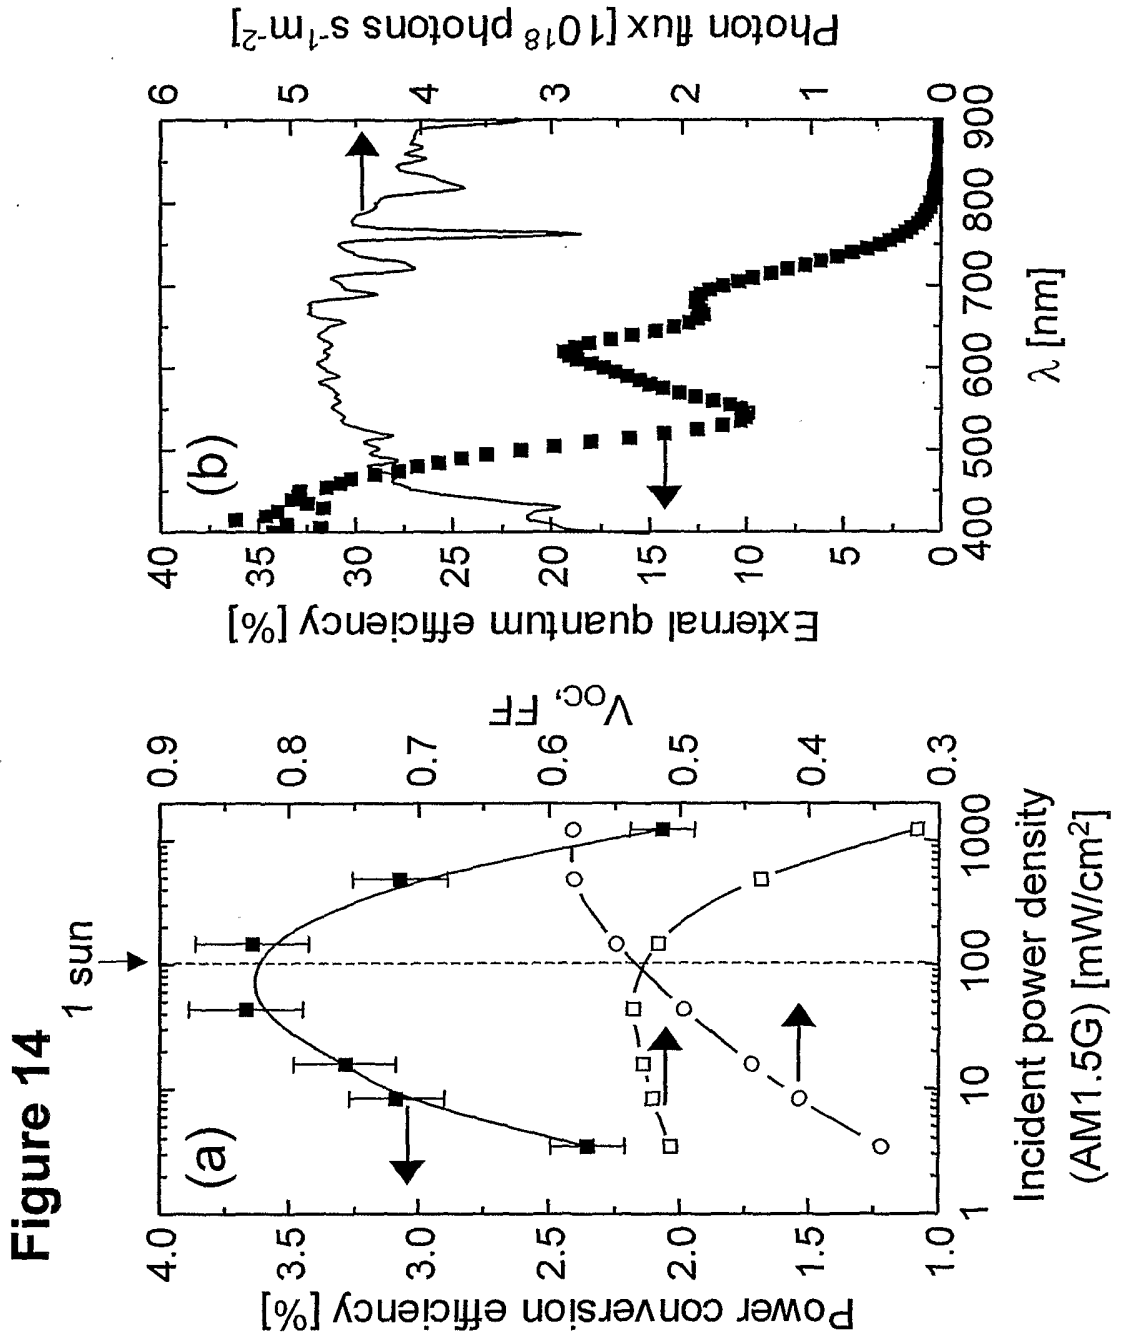 Figure 14
(a)
1 sun
Power conversion efficiency [%]
4.0
3.5
3.0
2.5
2.0
1.5
1.0
V_OC, FF
0.9
0.8
0.7
0.6
0.5
0.4
0.3
1 10 100 1000
Incident power density
(AM1.5G) [mW/cm²]
(b)
External quantum efficiency [%]
40
35
30
25
20
15
10
5
0
Photon flux [10¹⁸ photons s⁻¹m⁻²]
6
5
4
3
2
1
0
400 500 600 700 800 900
λ [nm]